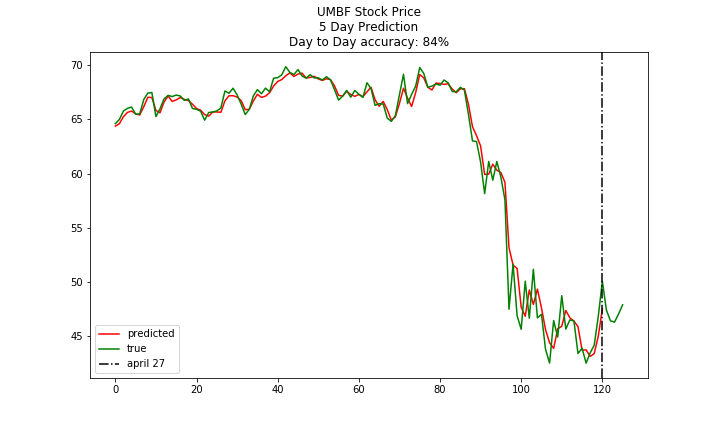 UMBF Stock Price
5 Day Prediction
Day to Day accuracy: 84%
70
65
60
55
50
45
predicted
true
april 27
0
20
40
60
80
100
120